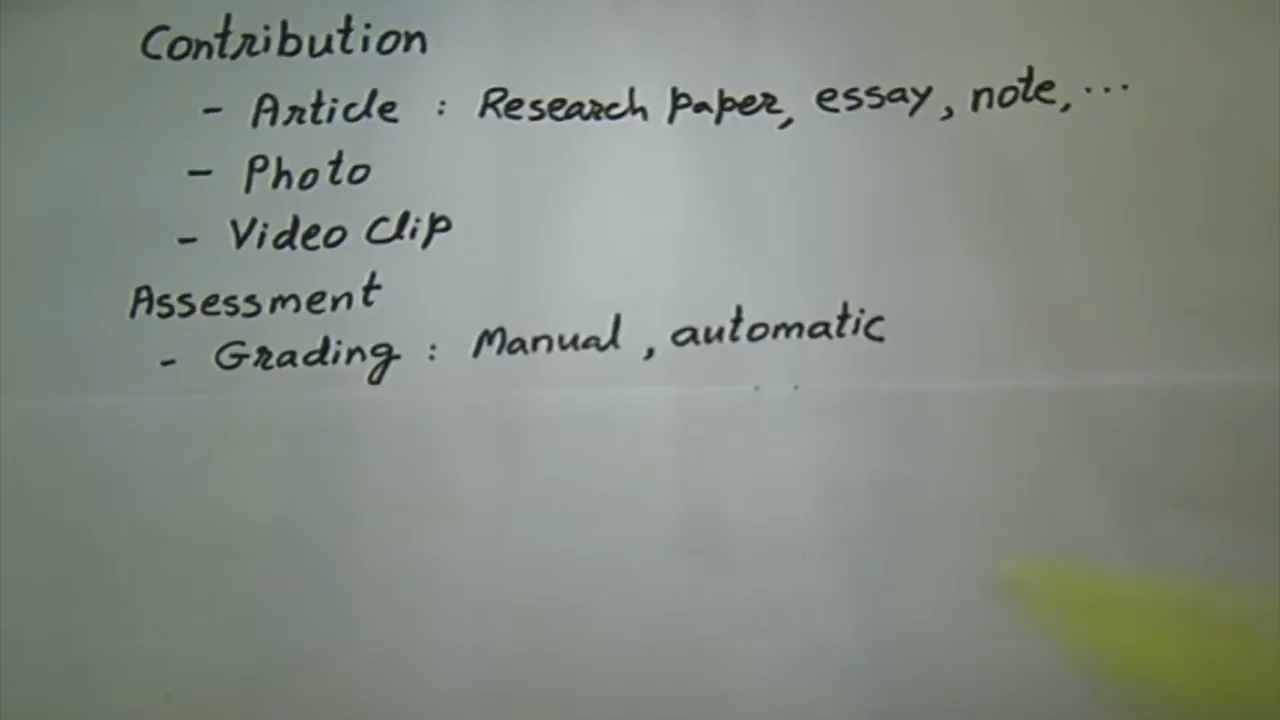 Contribution
- Article : Research paper, essay, note, ...
- Photo
- Video Clip
Assessment
- Grading : Manual , automatic